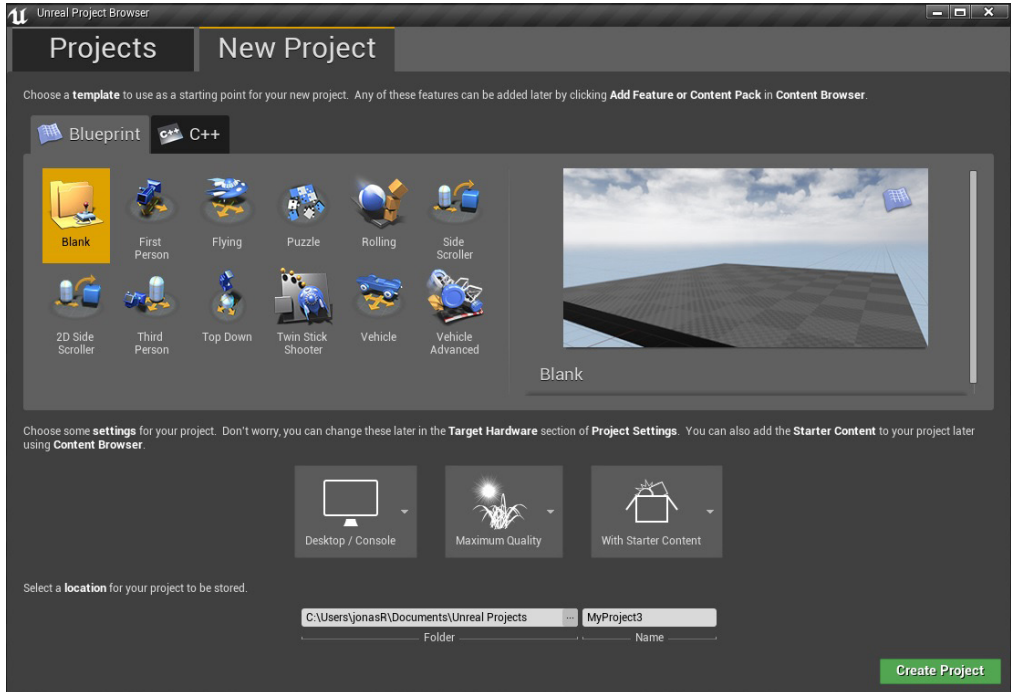 Unreal Project Browser
Projects
New Project
Choose a template to use as a starting point for your new project. Any of these features can be added later by clicking Add Feature or Content Pack in Content Browser.
Blueprint
C++
C++
Blank
First
Person
Flying
Puzzle
Rolling
Side
Scroller
2D Side
Scroller
Third
Person
Top Down
Twin Stick
Shooter
Vehicle
Vehicle
Advanced
Blank
Choose some settings for your project. Don't worry, you can change these later in the Target Hardware section of Project Settings. You can also add the Starter Content to your project later
using Content Browser.
Desktop / Console
Maximum Quality
With Starter Content
Select a location for your project to be stored.
C:\Users\jonasR\Documents\Unreal Projects
...
MyProject3
Folder
Name
Create Project